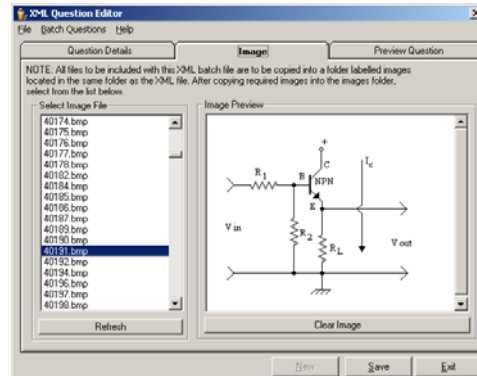 XML Question Editor
File Batch Questions Help
Question Details
Image
Preview Question
NOTE: All files to be included with this XML batch file are to be copied into a folder labelled images
located in the same folder as the XML file. After copying required images into the images folder,
select from the list below.
Select Image File
40174.bmp
40175.bmp
40176.bmp
40177.bmp
40178.bmp
40182.bmp
40184.bmp
40185.bmp
40186.bmp
40187.bmp
40189.bmp
40190.bmp
40191.bmp
40192.bmp
40194.bmp
40196.bmp
40197.bmp
40198.bmp
Refresh
Image Preview
+
C
Ic
R1
B
NPN
E
V in
R2
RL
V out
Clear Image
New
Save
Exit